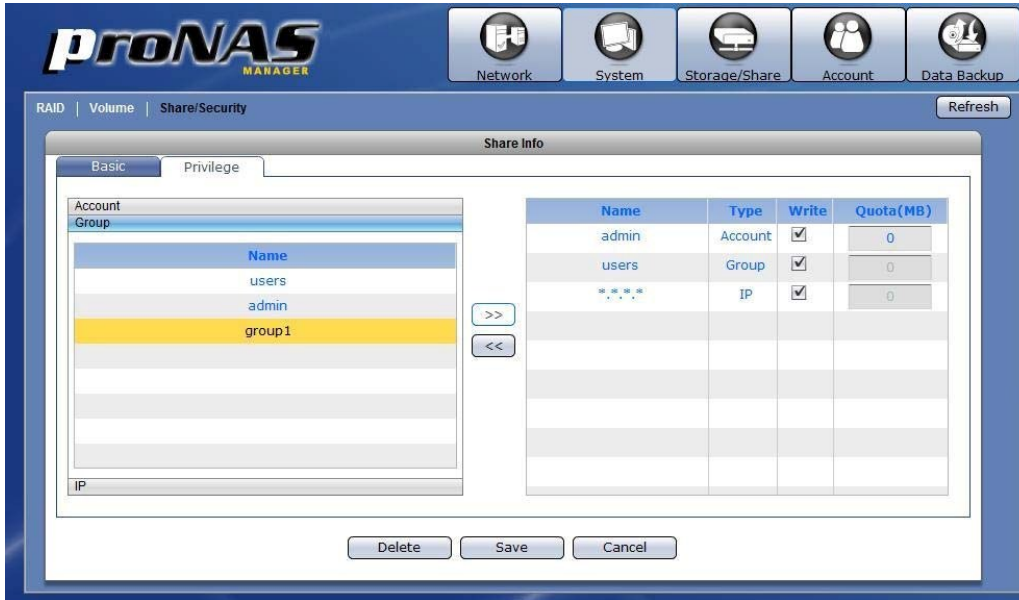 proNAS
MANAGER
Network
System
Storage/Share
Account
Data Backup
RAID | Volume | Share/Security
Refresh
Share Info
Basic
Privilege
Account
Group
Name
users
admin
group1
IP
>>
<<
Name Type Write Quota(MB)
admin Account 0
users Group 0
*.*.*.* IP 0
Delete
Save
Cancel